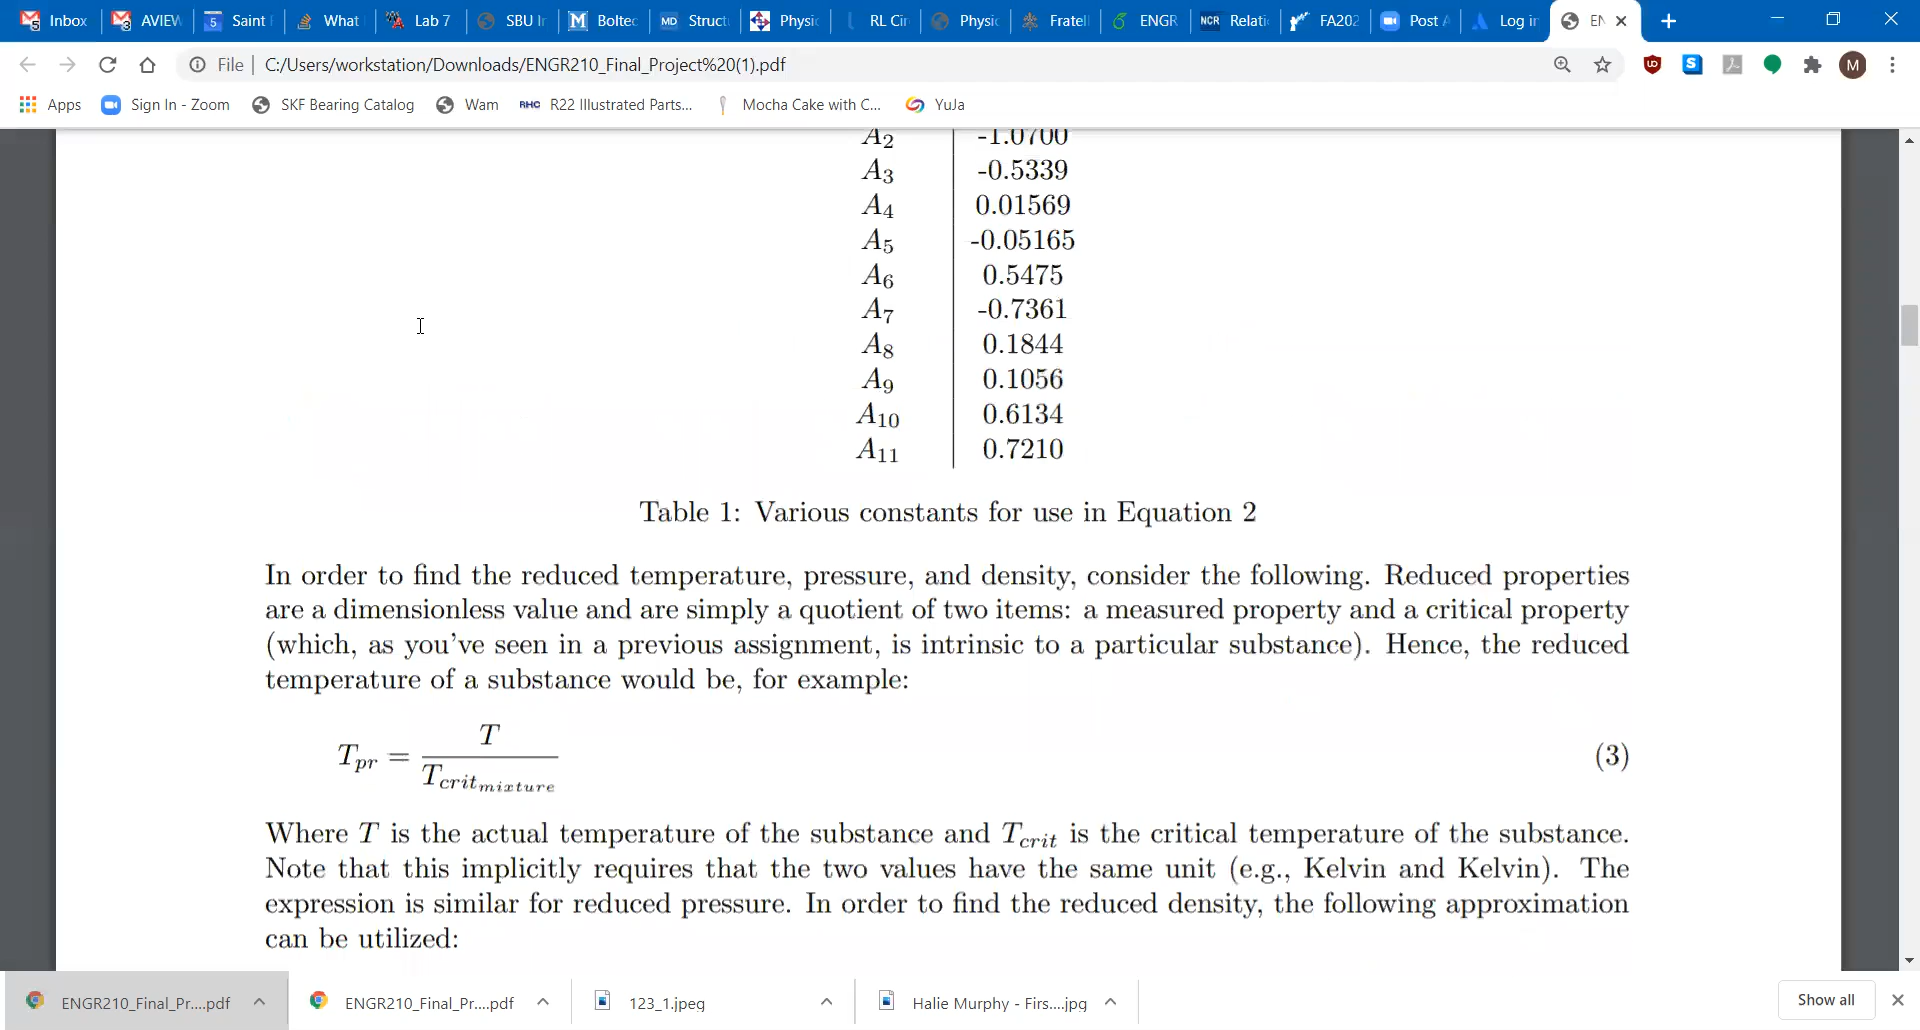 Inbox AVIEW Saint What Lab 7 SBU Boltec Struct Physic RL Cir Physic Fratell ENGR Relati FA202 Post A Log in EN
File C:/Users/workstation/Downloads/ENGR210_Final_Project%20(1).pdf
Apps Sign In - Zoom SKF Bearing Catalog Wam RHC R22 Illustrated Parts... Mocha Cake with C... YuJa
A2 -1.0700
A3 -0.5339
A4 0.01569
A5 -0.05165
A6 0.5475
A7 -0.7361
A8 0.1844
A9 0.1056
A10 0.6134
A11 0.7210
Table 1: Various constants for use in Equation 2
In order to find the reduced temperature, pressure, and density, consider the following. Reduced properties
are a dimensionless value and are simply a quotient of two items: a measured property and a critical property
(which, as you've seen in a previous assignment, is intrinsic to a particular substance). Hence, the reduced
temperature of a substance would be, for example:
Tpr = T / Tcritmixture (3)
Where T is the actual temperature of the substance and Tcrit is the critical temperature of the substance.
Note that this implicitly requires that the two values have the same unit (e.g., Kelvin and Kelvin). The
expression is similar for reduced pressure. In order to find the reduced density, the following approximation
can be utilized:
ENGR210_Final_Pr....pdf ENGR210_Final_Pr....pdf 123_1.jpeg Halie Murphy - Firs....jpg Show all